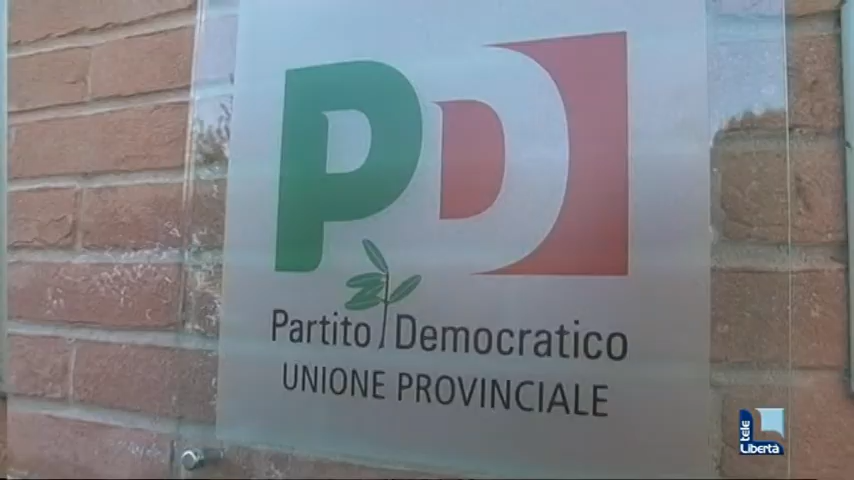 PD
Partito Democratico
UNIONE PROVINCIALE
tele
Libertà